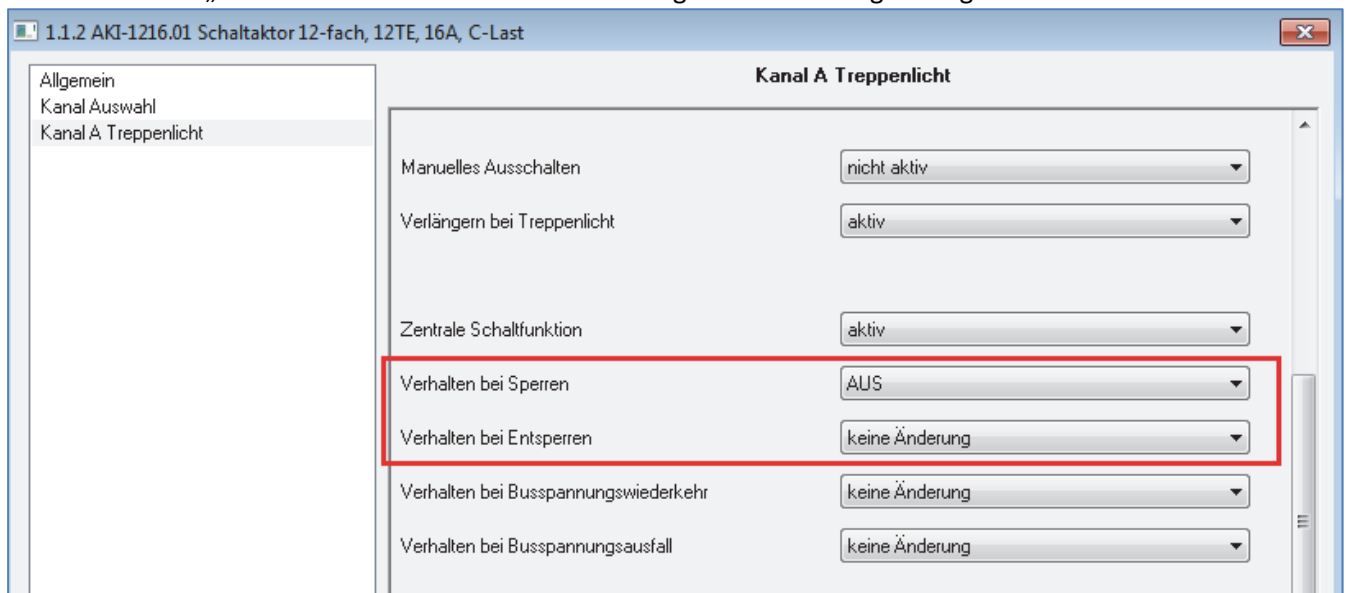 1.1.2 AKI-1216.01 Schaltaktor 12-fach, 12TE, 16A, C-Last
Allgemein
Kanal Auswahl
Kanal A Treppenlicht
Kanal A Treppenlicht
Manuelles Ausschalten nicht aktiv
Verlängern bei Treppenlicht aktiv
Zentrale Schaltfunktion aktiv
Verhalten bei Sperren AUS
Verhalten bei Entsperren keine Änderung
Verhalten bei Busspannungswiederkehr keine Änderung
Verhalten bei Busspannungsausfall keine Änderung